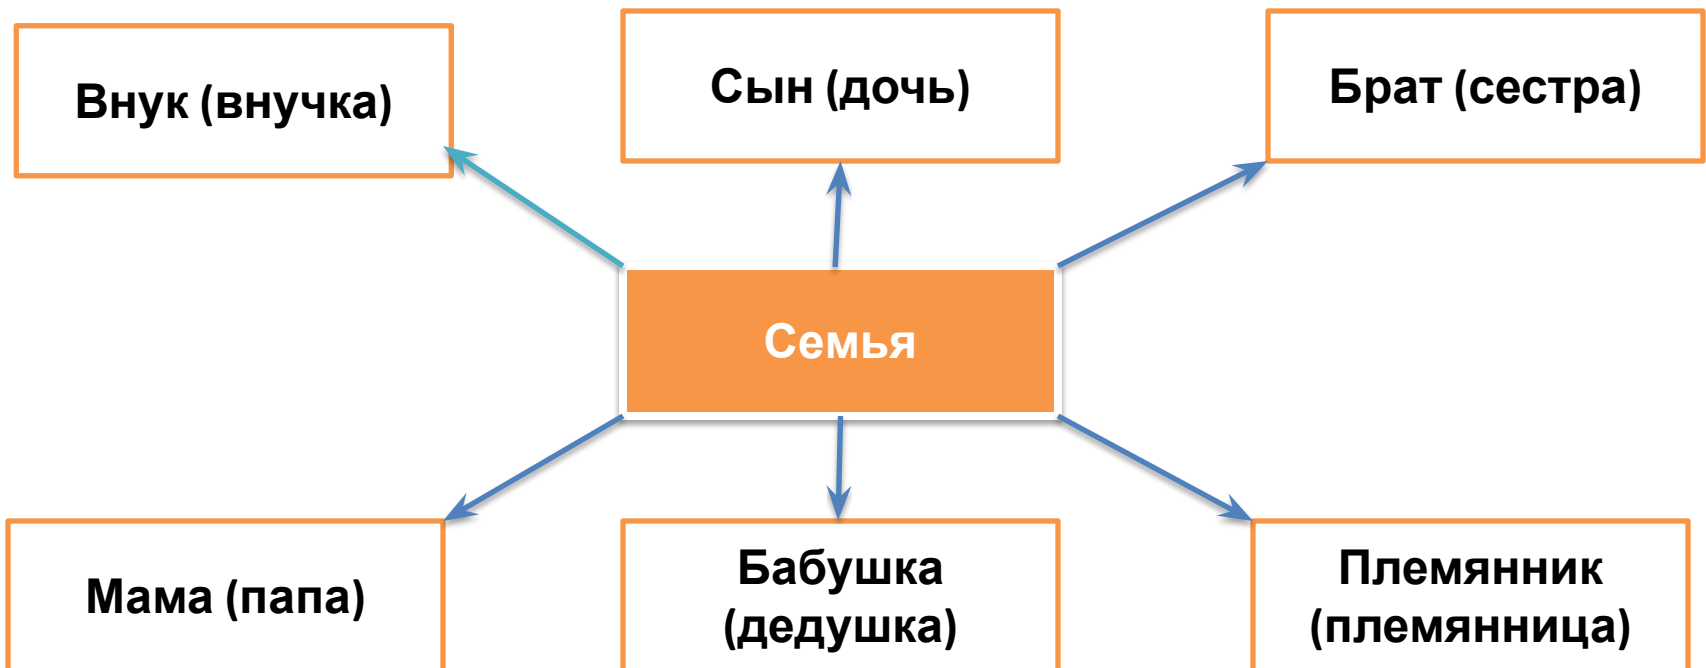 Внук (внучка)
Сын (дочь)
Брат (сестра)
Семья
Мама (папа)
Бабушка
(дедушка)
Племянник
(племянница)